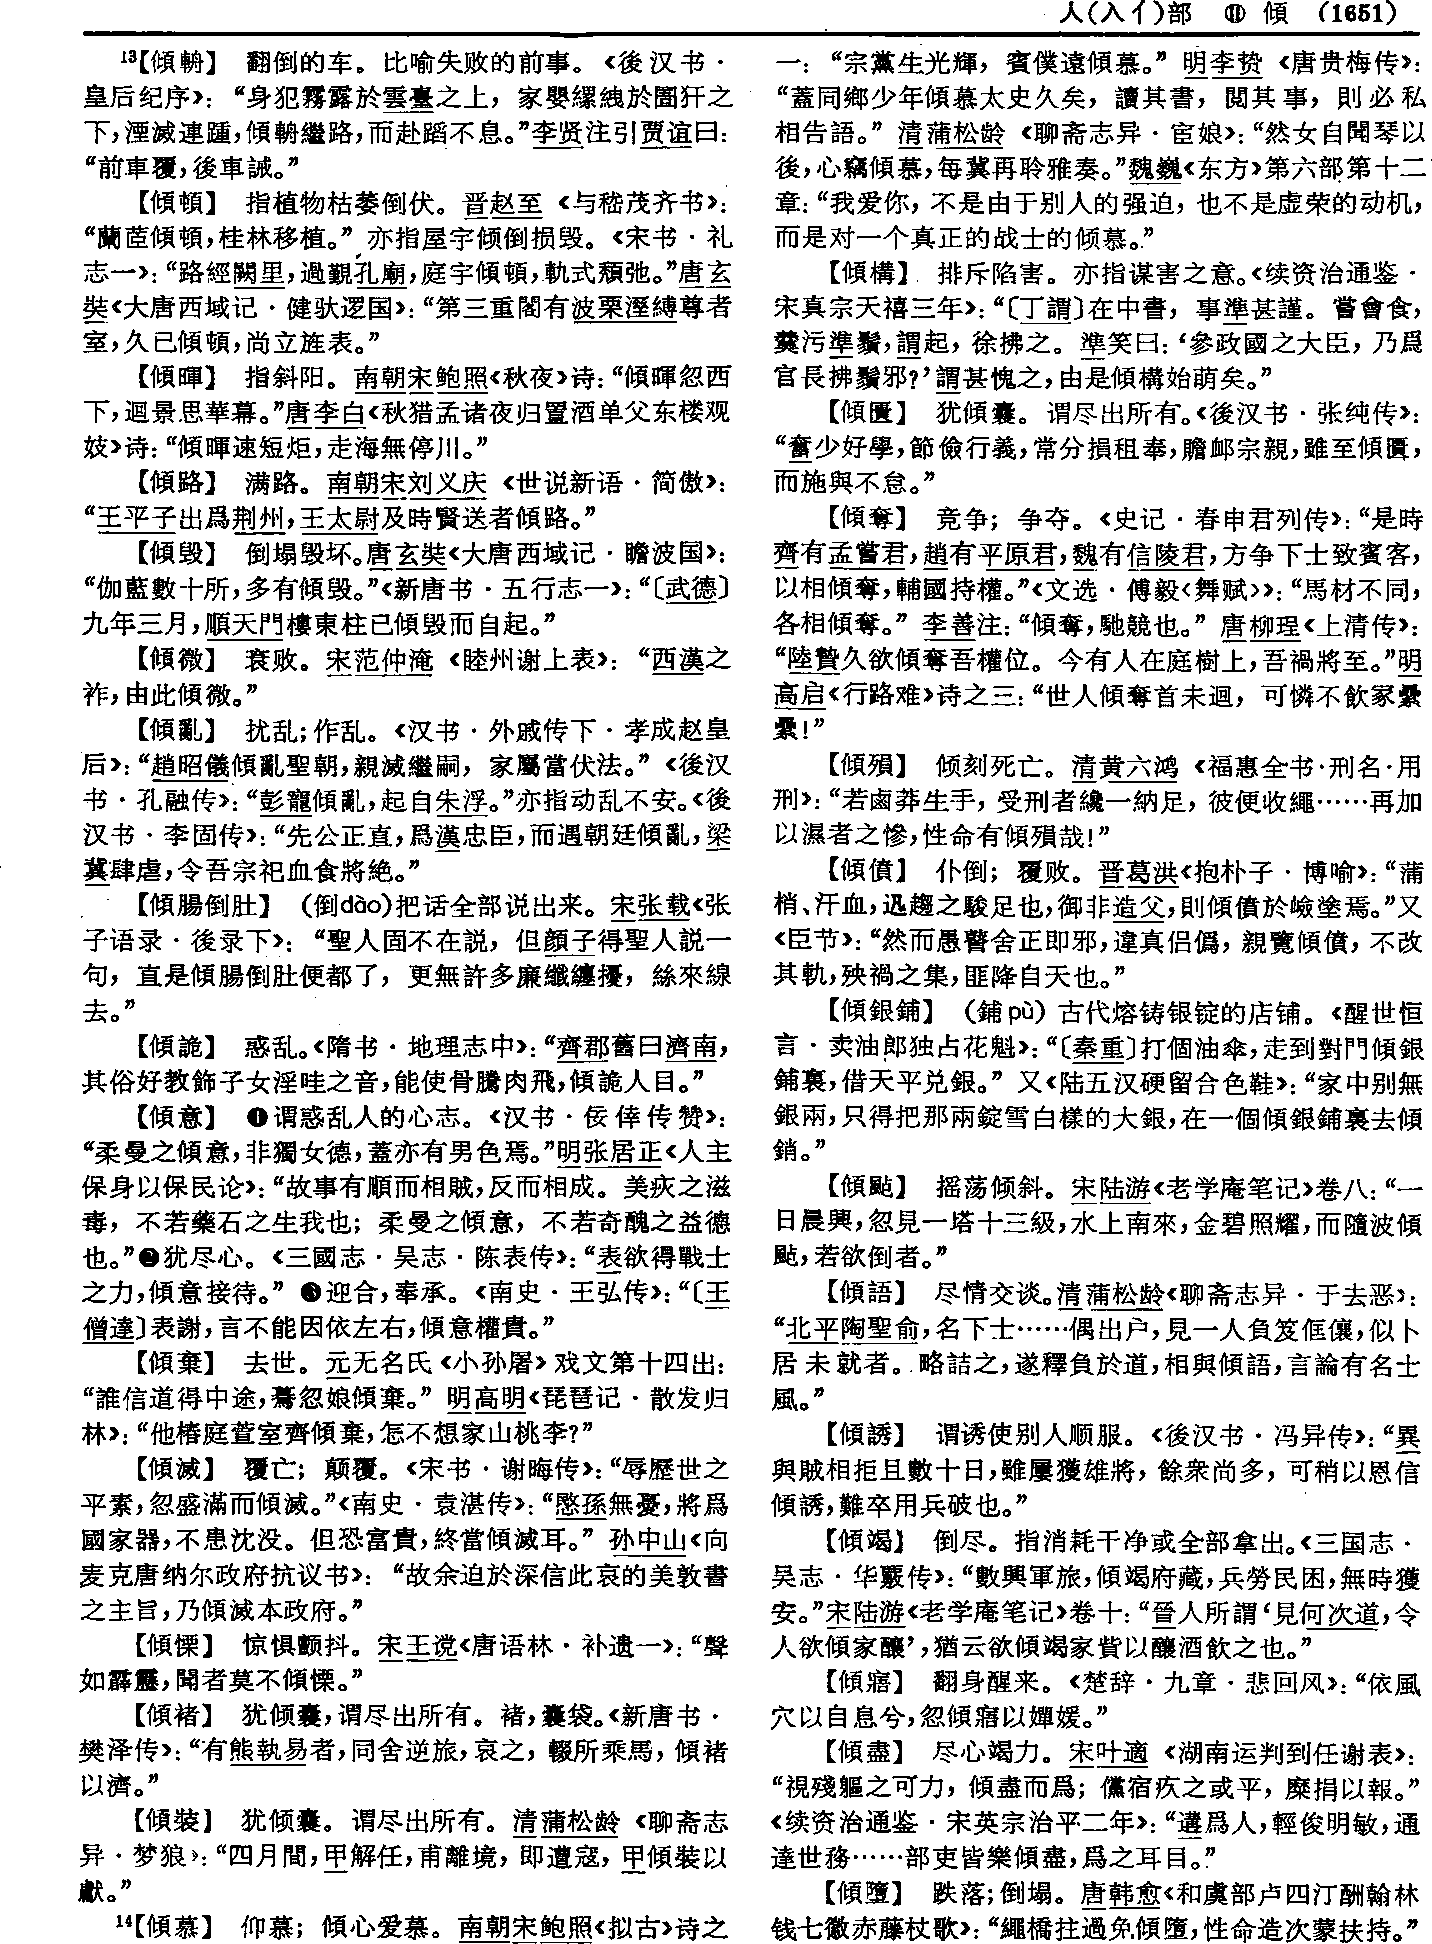 人(入亻)部 ⑪ 傾 (1651)
¹³【傾輈】 翻倒的车。比喻失败的前事。《後汉书·
皇后纪序》：“身犯霧露於雲臺之上，家嬰缧絏於圄犴之
下，湮滅連踵，傾輈繼路，而赴蹈不息。”李贤注引贾谊曰：
“前車覆，後車誡。”
【傾頓】 指植物枯萎倒伏。晋赵至《与嵇茂齐书》：
“蘭茝傾頓，桂林移植。”亦指屋宇倾倒损毁。《宋书·礼
志一》：“路經闕里，過覲孔廟，庭宇傾頓，軌式頹弛。”唐玄
奘《大唐西域记·健驮逻国》：“第三重閣有波栗溼縛尊者
室，久已傾頓，尚立旌表。”
【傾暉】 指斜阳。南朝宋鲍照《秋夜》诗：“傾暉忽西
下，迴景思華幕。”唐李白《秋猎孟诸夜归置酒单父东楼观
妓》诗：“傾暉速短炬，走海無停川。”
【傾路】 满路。南朝宋刘义庆《世说新语·简傲》：
“王平子出爲荆州，王太尉及時賢送者傾路。”
【傾毁】 倒塌毁坏。唐玄奘《大唐西域记·瞻波国》：
“伽藍數十所，多有傾毁。”《新唐书·五行志一》：“〔武德〕
九年三月，順天門樓東柱已傾毁而自起。”
【傾微】 衰败。宋范仲淹《睦州谢上表》：“西漢之
祚，由此傾微。”
【傾亂】 扰乱；作乱。《汉书·外戚传下·孝成赵皇
后》：“趙昭儀傾亂聖朝，親滅繼嗣，家屬當伏法。”《後汉
书·孔融传》：“彭寵傾亂，起自朱浮。”亦指动乱不安。《後
汉书·李固传》：“先公正直，爲漢忠臣，而遇朝廷傾亂，梁
冀肆虐，令吾宗祀血食將絶。”
【傾腸倒肚】 (倒dào)把话全部说出来。宋张载《张
子语录·後录下》：“聖人固不在説，但顏子得聖人説一
句，直是傾腸倒肚便都了，更無許多廉纖纏擾，絲來線
去。”
【傾詭】 惑乱。《隋书·地理志中》：“齊郡舊曰濟南，
其俗好教飾子女淫哇之音，能使骨騰肉飛，傾詭人目。”
【傾意】 ❶谓惑乱人的心志。《汉书·佞倖传赞》：
“柔曼之傾意，非獨女德，蓋亦有男色焉。”明张居正《人主
保身以保民论》：“故事有順而相賊，反而相成。美疢之滋
毒，不若藥石之生我也；柔曼之傾意，不若奇醜之益德
也。”❷犹尽心。《三國志·吴志·陈表传》：“表欲得戰士
之力，傾意接待。”❸迎合，奉承。《南史·王弘传》：“〔王
僧達〕表謝，言不能因依左右，傾意權貴。”
【傾棄】 去世。元无名氏《小孙屠》戏文第十四出：
“誰信道得中途，驀忽娘傾棄。”明高明《琵琶记·散发归
林》：“他椿庭萱室齊傾棄，怎不想家山桃李？”
【傾滅】 覆亡；颠覆。《宋书·谢晦传》：“辱歷世之
平素，忽盛滿而傾滅。”《南史·袁湛传》：“愍孫無憂，將爲
國家器，不患沈没。但恐富貴，終當傾滅耳。”孙中山《向
麦克唐纳尔政府抗议书》：“故余迫於深信此哀的美敦書
之主旨，乃傾滅本政府。”
【傾慄】 惊惧颤抖。宋王谠《唐语林·补遗一》：“聲
如霹靂，聞者莫不傾慄。”
【傾褚】 犹倾囊，谓尽出所有。褚，囊袋。《新唐书·
樊泽传》：“有熊執易者，同舍逆旅，哀之，輟所乘馬，傾褚
以濟。”
【傾裝】 犹倾囊。谓尽出所有。清蒲松龄《聊斋志
异·梦狼》：“四月間，甲解任，甫離境，即遭寇，甲傾裝以
獻。”
¹⁴【傾慕】 仰慕；倾心爱慕。南朝宋鲍照《拟古》诗之
一：“宗黨生光輝，賓僕遠傾慕。”明李贽《唐贵梅传》：
“蓋同鄉少年傾慕太史久矣，讀其書，閲其事，則必私
相告語。”清蒲松龄《聊斋志异·宦娘》：“然女自聞琴以
後，心竊傾慕，每冀再聆雅奏。”魏巍《东方》第六部第十二
章：“我爱你，不是由于别人的强迫，也不是虚荣的动机，
而是对一个真正的战士的倾慕。”
【傾構】 排斥陷害。亦指谋害之意。《续资治通鉴·
宋真宗天禧三年》：“〔丁謂〕在中書，事準甚謹。嘗會食，
羹污準鬚，謂起，徐拂之。準笑曰：‘參政國之大臣，乃爲
官長拂鬚邪？’謂甚愧之，由是傾構始萌矣。”
【傾匱】 犹傾囊。谓尽出所有。《後汉书·张纯传》：
“奮少好學，節儉行義，常分損租奉，贍卹宗親，雖至傾匱，
而施與不怠。”
【傾奪】 竞争；争夺。《史记·春申君列传》：“是時
齊有孟嘗君，趙有平原君，魏有信陵君，方争下士致賓客，
以相傾奪，輔國持權。”《文选·傅毅〈舞赋〉》：“馬材不同，
各相傾奪。”李善注：“傾奪，馳競也。”唐柳珵《上清传》：
“陸贄久欲傾奪吾權位。今有人在庭樹上，吾禍將至。”明
高启《行路难》诗之三：“世人傾奪首未迴，可憐不飲冢纍
纍！”
【傾殞】 倾刻死亡。清黄六鸿《福惠全书·刑名·用
刑》：“若鹵莽生手，受刑者纔一納足，彼便收繩……再加
以濕者之慘，性命有傾殞哉！”
【傾僨】 仆倒；覆败。晋葛洪《抱朴子·博喻》：“蒲
梢、汗血，迅趨之駿足也，御非造父，則傾僨於嶮塗焉。”又
《臣节》：“然而愚瞽舍正即邪，違真侣僞，親覽傾僨，不改
其軌，殃禍之集，匪降自天也。”
【傾銀鋪】 (鋪pù) 古代熔铸银锭的店铺。《醒世恒
言·卖油郎独占花魁》：“〔秦重〕打個油傘，走到對門傾銀
鋪裏，借天平兑銀。”又《陆五汉硬留合色鞋》：“家中别無
銀兩，只得把那兩錠雪白樣的大銀，在一個傾銀鋪裏去傾
銷。”
【傾颭】 摇荡倾斜。宋陆游《老学庵笔记》卷八：“一
日晨興，忽見一塔十三級，水上南來，金碧照耀，而隨波傾
颭，若欲倒者。”
【傾語】 尽情交谈。清蒲松龄《聊斋志异·于去恶》：
“北平陶聖俞，名下士……偶出户，見一人負笈佢儴，似卜
居未就者。略詰之，遂釋負於道，相與傾語，言論有名士
風。”
【傾誘】 谓诱使别人顺服。《後汉书·冯异传》：“異
與賊相拒且數十日，雖屢獲雄將，餘衆尚多，可稍以恩信
傾誘，難卒用兵破也。”
【傾竭】 倒尽。指消耗干净或全部拿出。《三国志·
吴志·华覈传》：“數興軍旅，傾竭府藏，兵勞民困，無時獲
安。”宋陆游《老学庵笔记》卷十：“晉人所謂‘見何次道，令
人欲傾家釀’，猶云欲傾竭家貲以釀酒飲之也。”
【傾寤】 翻身醒来。《楚辞·九章·悲回风》：“依風
穴以自息兮，忽傾寤以嬋媛。”
【傾盡】 尽心竭力。宋叶適《湖南运判到任谢表》：
“視殘軀之可力，傾盡而爲；儻宿疢之或平，糜捐以報。”
《续资治通鉴·宋英宗治平二年》：“遘爲人，輕俊明敏，通
達世務……部吏皆樂傾盡，爲之耳目。”
【傾墮】 跌落；倒塌。唐韩愈《和虞部卢四汀酬翰林
钱七徽赤藤杖歌》：“繩橋拄過免傾墮，性命造次蒙扶持。”